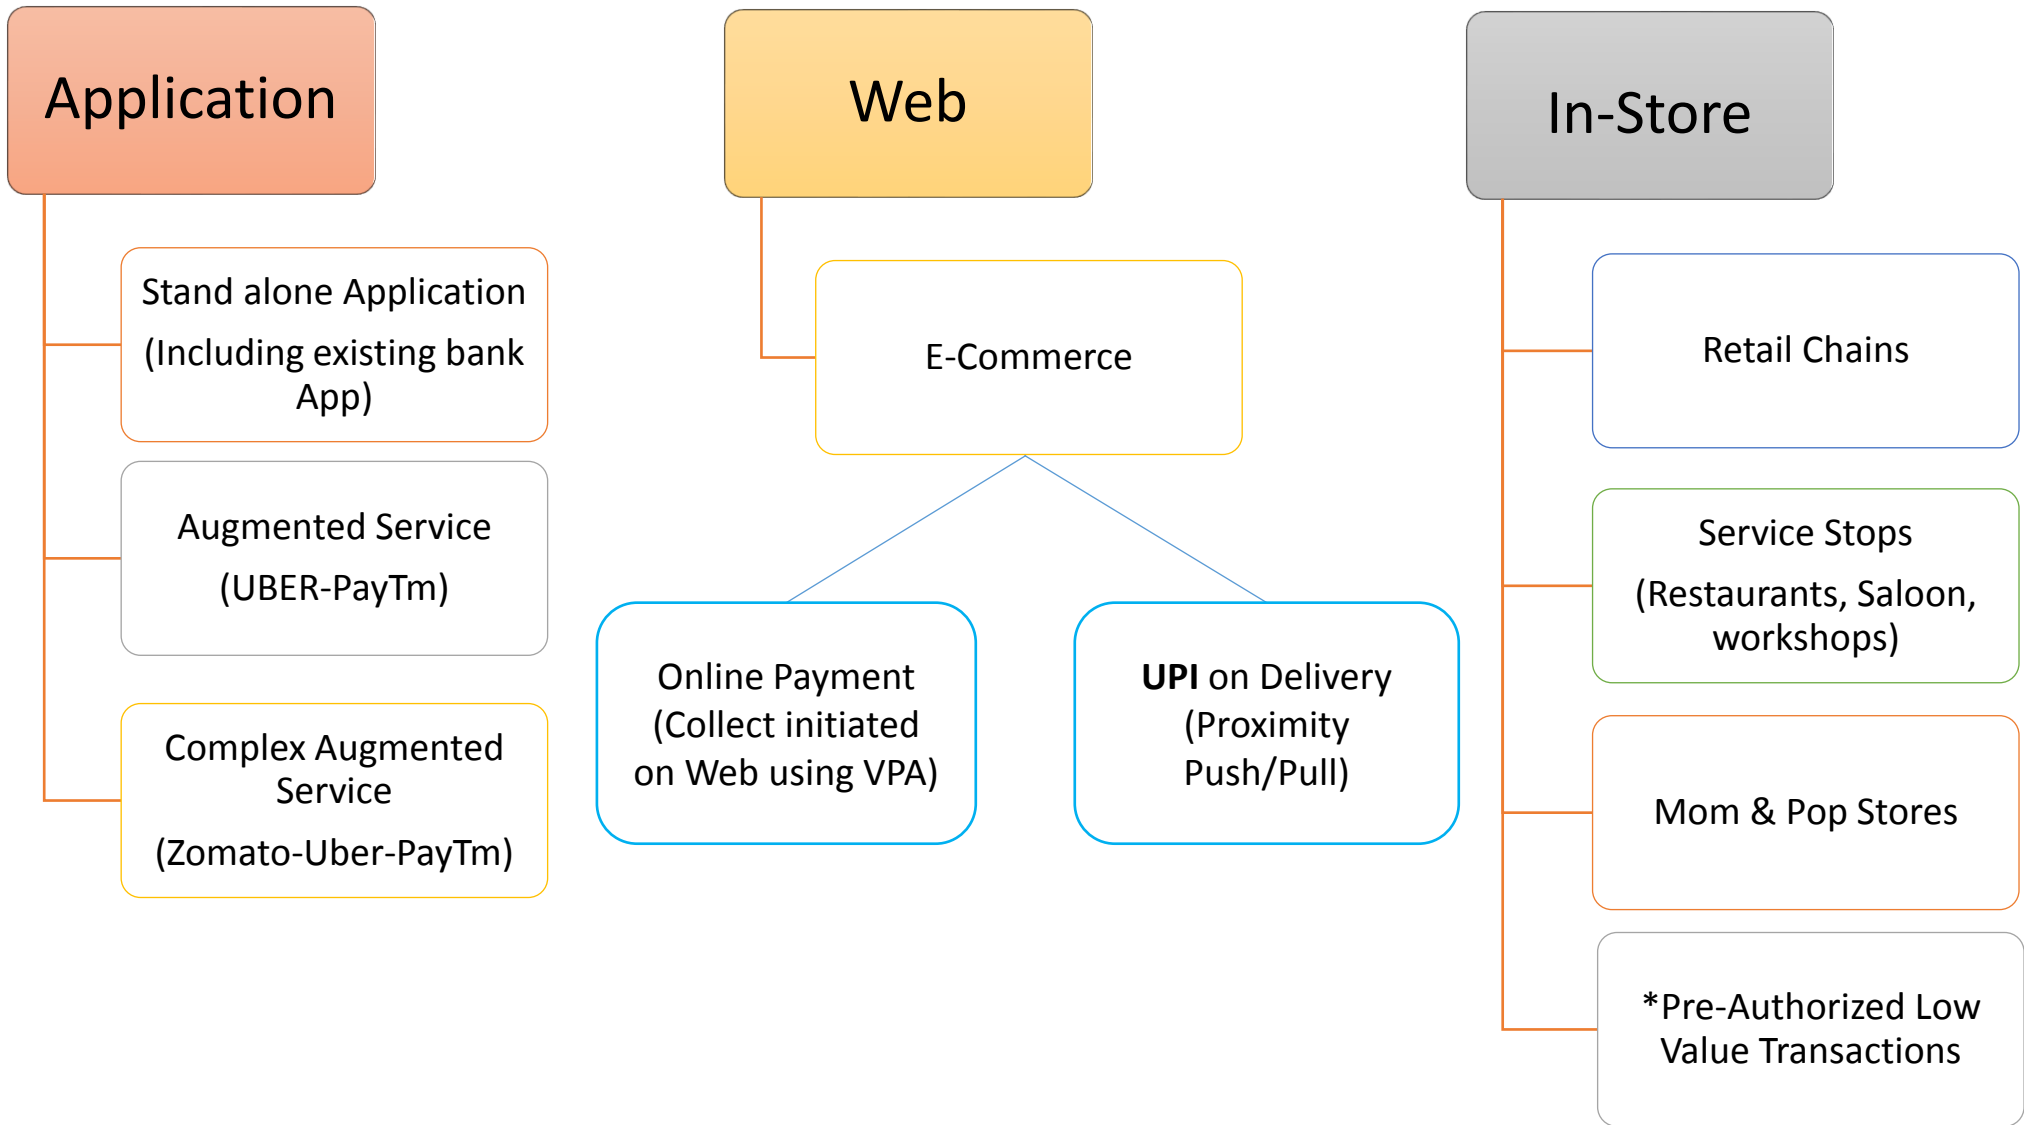 Application
Stand alone Application
(Including existing bank
App)
Augmented Service
(UBER-PayTm)
Complex Augmented
Service
(Zomato-Uber-PayTm)
Web
E-Commerce
Online Payment
(Collect initiated
on Web using VPA)
UPI on Delivery
(Proximity
Push/Pull)
In-Store
Retail Chains
Service Stops
(Restaurants, Saloon,
workshops)
Mom & Pop Stores
*Pre-Authorized Low
Value Transactions